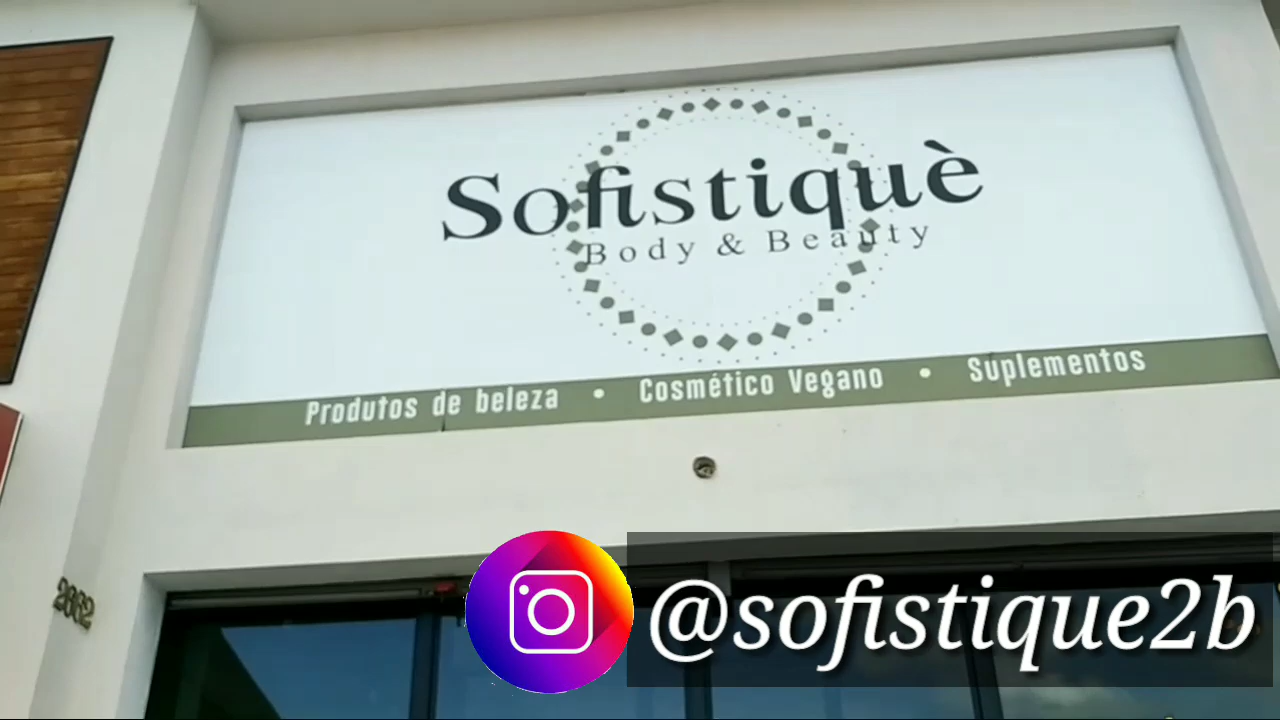 Sofistiquè
Body & Beauty
Produtos de beleza • Cosmético Vegano • Suplementos
2862
@sofistique2b